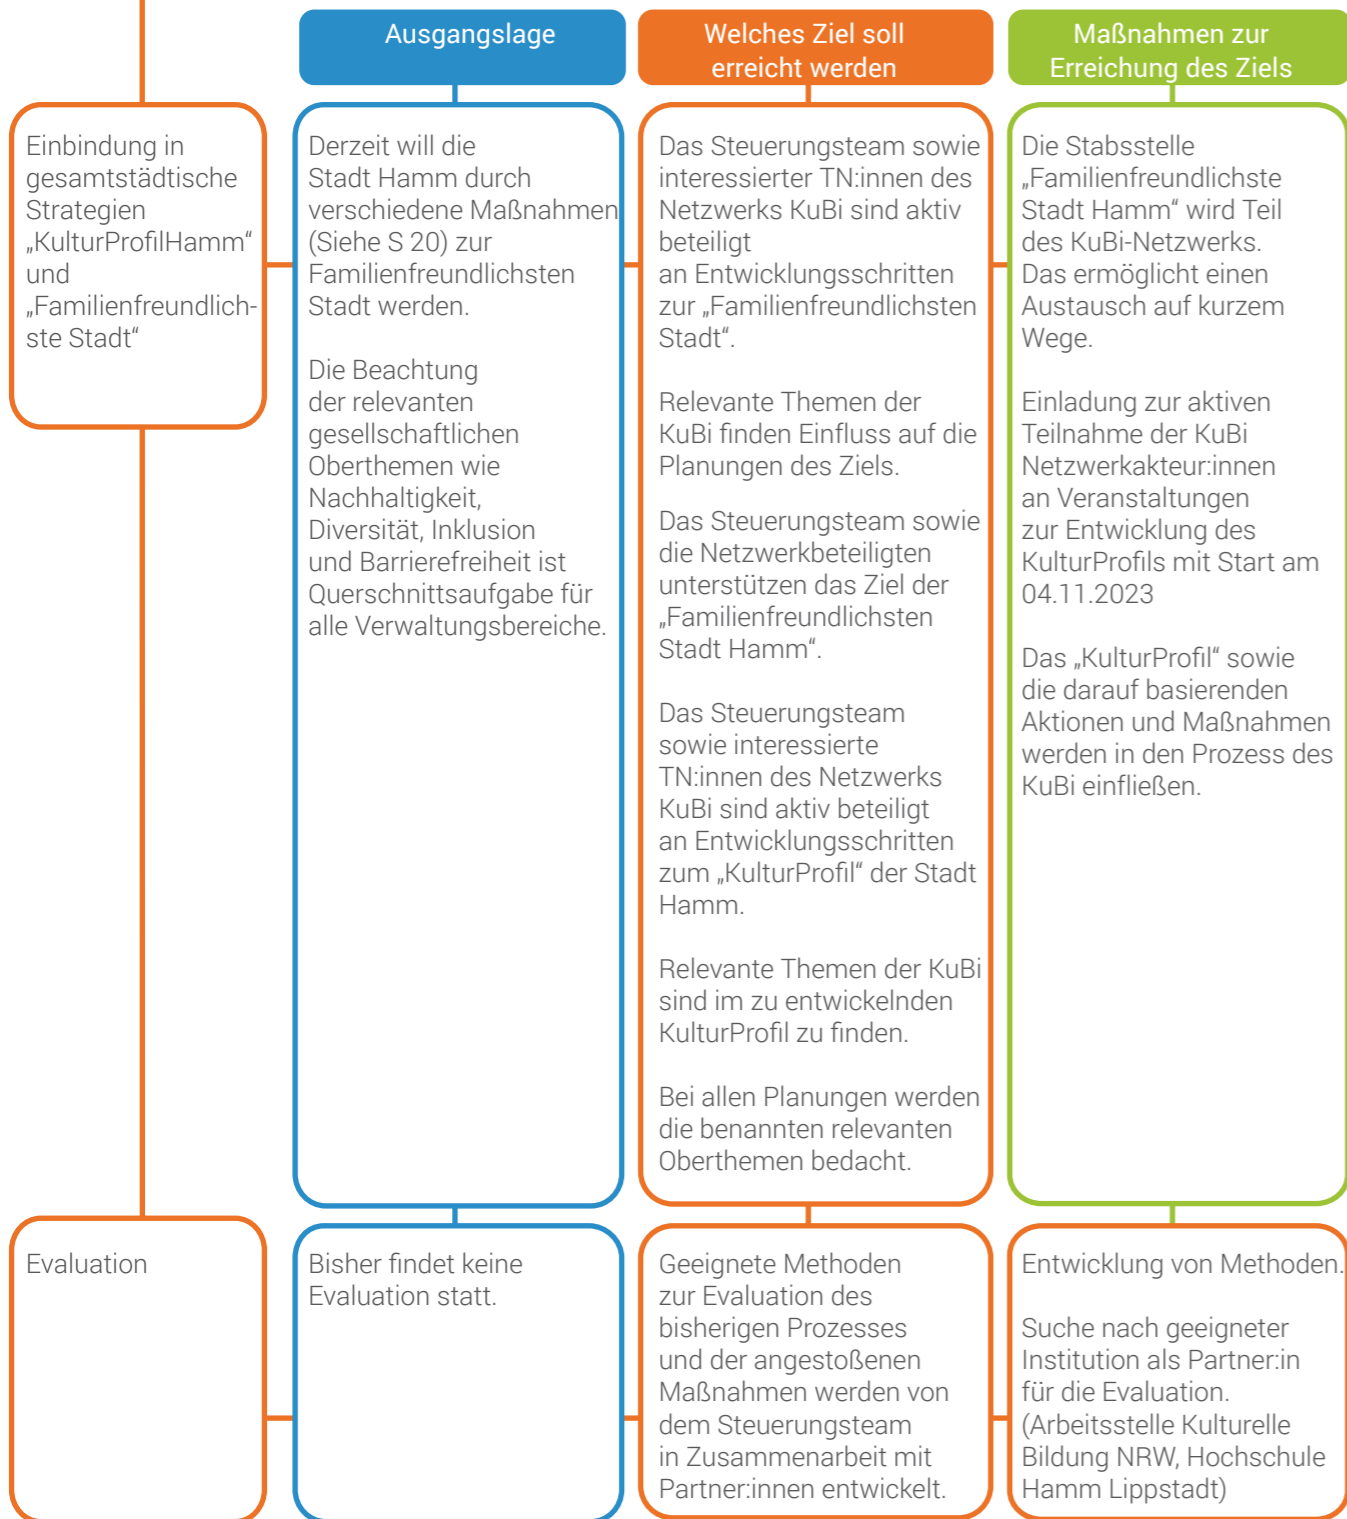 Ausgangslage
Welches Ziel soll
erreicht werden
Maßnahmen zur
Erreichung des Ziels
Einbindung in
gesamtstädtische
Strategien
„KulturProfilHamm“
und
„Familienfreundlich-
ste Stadt“
Derzeit will die
Stadt Hamm durch
verschiedene Maßnahmen
(Siehe S 20) zur
Familienfreundlichsten
Stadt werden.
Die Beachtung
der relevanten
gesellschaftlichen
Oberthemen wie
Nachhaltigkeit,
Diversität, Inklusion
und Barrierefreiheit ist
Querschnittsaufgabe für
alle Verwaltungsbereiche.
Das Steuerungsteam sowie
interessierter TN:innen des
Netzwerks KuBi sind aktiv
beteiligt
an Entwicklungsschritten
zur „Familienfreundlichsten
Stadt“.
Relevante Themen der
KuBi finden Einfluss auf die
Planungen des Ziels.
Das Steuerungsteam sowie
die Netzwerkbeteiligten
unterstützen das Ziel der
„Familienfreundlichsten
Stadt Hamm“.
Das Steuerungsteam
sowie interessierte
TN:innen des Netzwerks
KuBi sind aktiv beteiligt
an Entwicklungsschritten
zum „KulturProfil“ der Stadt
Hamm.
Relevante Themen der KuBi
sind im zu entwickelnden
KulturProfil zu finden.
Bei allen Planungen werden
die benannten relevanten
Oberthemen bedacht.
Die Stabsstelle
„Familienfreundlichste
Stadt Hamm“ wird Teil
des KuBi-Netzwerks.
Das ermöglicht einen
Austausch auf kurzem
Wege.
Einladung zur aktiven
Teilnahme der KuBi
Netzwerkakteur:innen
an Veranstaltungen
zur Entwicklung des
KulturProfils mit Start am
04.11.2023
Das „KulturProfil“ sowie
die darauf basierenden
Aktionen und Maßnahmen
werden in den Prozess des
KuBi einfließen.
Evaluation
Bisher findet keine
Evaluation statt.
Geeignete Methoden
zur Evaluation des
bisherigen Prozesses
und der angestoßenen
Maßnahmen werden von
dem Steuerungsteam
in Zusammenarbeit mit
Partner:innen entwickelt.
Entwicklung von Methoden.
Suche nach geeigneter
Institution als Partner:in
für die Evaluation.
(Arbeitsstelle Kulturelle
Bildung NRW, Hochschule
Hamm Lippstadt)